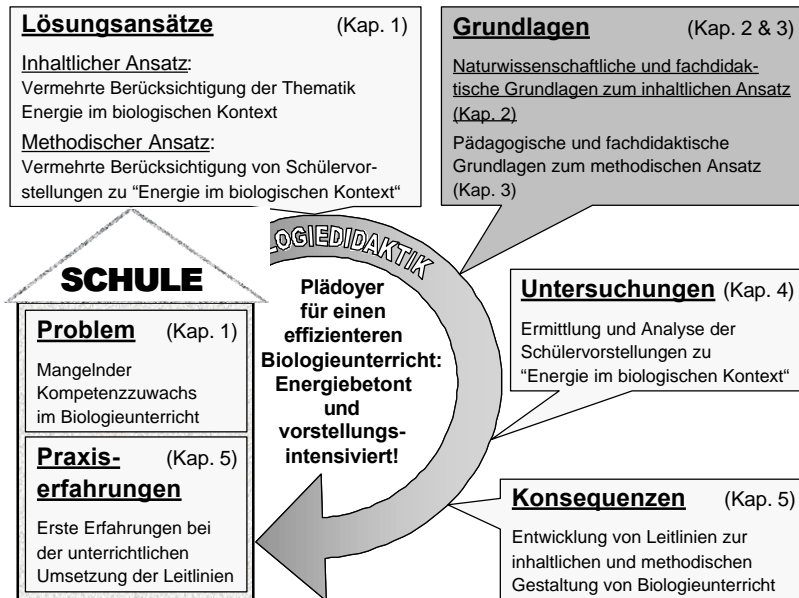 Lösungsansätze (Kap. 1)
Inhaltlicher Ansatz:
Vermehrte Berücksichtigung der Thematik
Energie im biologischen Kontext
Methodischer Ansatz:
Vermehrte Berücksichtigung von Schülervor-
stellungen zu “Energie im biologischen Kontext“
Grundlagen (Kap. 2 & 3)
Naturwissenschaftliche und fachdidak-
tische Grundlagen zum inhaltlichen Ansatz
(Kap. 2)
Pädagogische und fachdidaktische
Grundlagen zum methodischen Ansatz
(Kap. 3)
LOGIEDIDAKTIK
SCHULE
Problem (Kap. 1)
Mangelnder
Kompetenzzuwachs
im Biologieunterricht
Praxis- (Kap. 5)
erfahrungen
Erste Erfahrungen bei
der unterrichtlichen
Umsetzung der Leitlinien
Plädoyer
für einen
effizienteren
Biologieunterricht:
Energiebetont
und
vorstellungs-
intensiviert!
Untersuchungen (Kap. 4)
Ermittlung und Analyse der
Schülervorstellungen zu
“Energie im biologischen Kontext“
Konsequenzen (Kap. 5)
Entwicklung von Leitlinien zur
inhaltlichen und methodischen
Gestaltung von Biologieunterricht